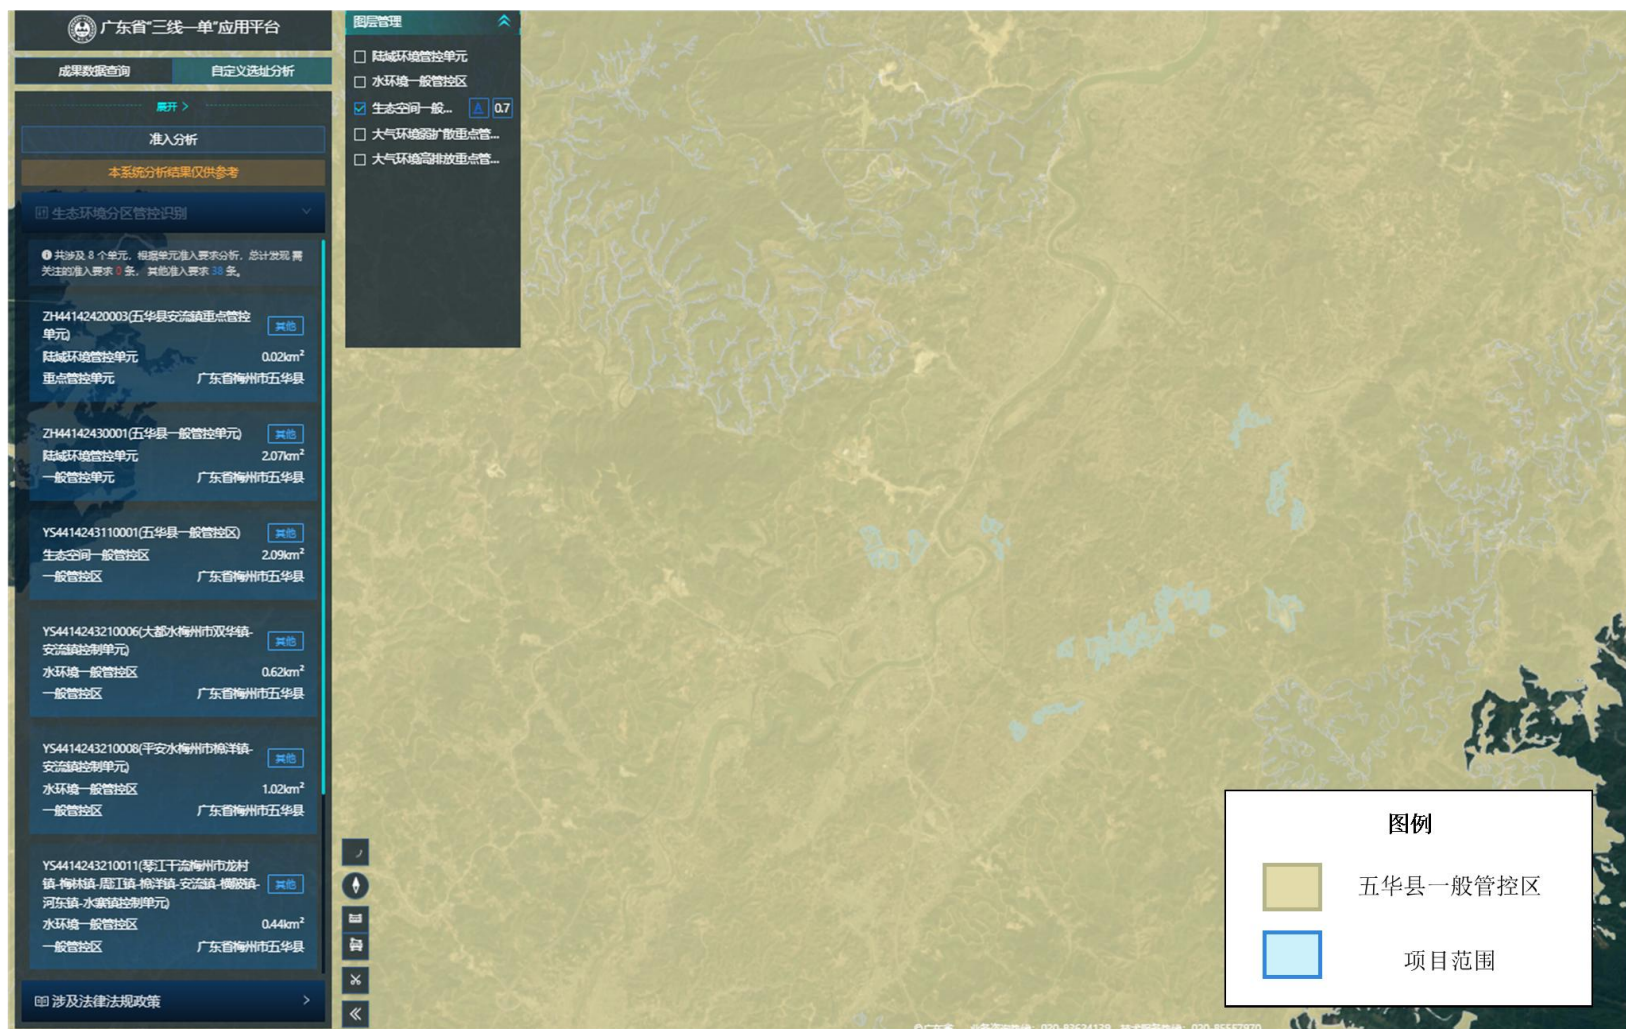 广东省“三线一单”应用平台
成果数据查询
自定义选址分析
展开 >
准入分析
本系统分析结果仅供参考
生态环境分区管控识别
共涉及 8 个单元，根据单元准入要求分析，总计发现 需
关注的准入要求 0 条， 其他准入要求 38 条。
ZH44142420003(五华县安流镇重点管控
单元)
其他
陆域环境管控单元
0.02km²
重点管控单元
广东省梅州市五华县
ZH44142430001(五华县一般管控单元)
其他
陆域环境管控单元
2.07km²
一般管控单元
广东省梅州市五华县
YS4414243110001(五华县一般管控区)
其他
生态空间一般管控区
2.09km²
一般管控区
广东省梅州市五华县
YS4414243210006(大都水梅州市双华镇-
安流镇控制单元)
其他
水环境一般管控区
0.62km²
一般管控区
广东省梅州市五华县
YS4414243210008(平安水梅州市棉洋镇-
安流镇控制单元)
其他
水环境一般管控区
1.02km²
一般管控区
广东省梅州市五华县
YS4414243210011(琴江干流梅州市龙村
镇-梅林镇-周江镇-棉洋镇-安流镇-横陂镇-
河东镇-水寨镇控制单元)
其他
水环境一般管控区
0.44km²
一般管控区
广东省梅州市五华县
涉及法律法规政策
图层管理
陆域环境管控单元
水环境一般管控区
生态空间一般...
0.7
大气环境弱扩散重点管...
大气环境高排放重点管...
图例
五华县一般管控区
项目范围